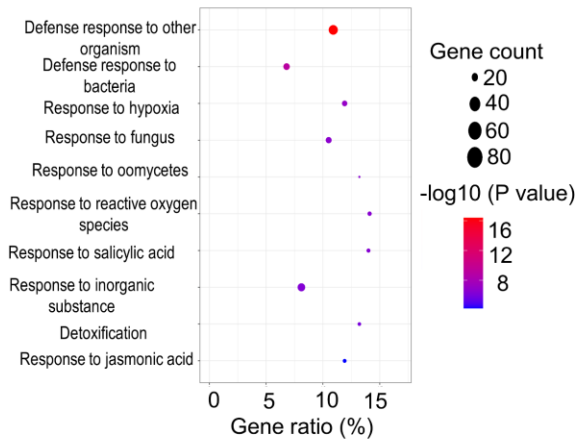 Defense response to other
organism
Defense response to
bacteria
Response to hypoxia
Response to fungus
Response to oomycetes
Response to reactive oxygen
species
Response to salicylic acid
Response to inorganic
substance
Detoxification
Response to jasmonic acid
0 5 10 15
Gene ratio (%)
Gene count
20
40
60
80
-log10 (P value)
16
12
8